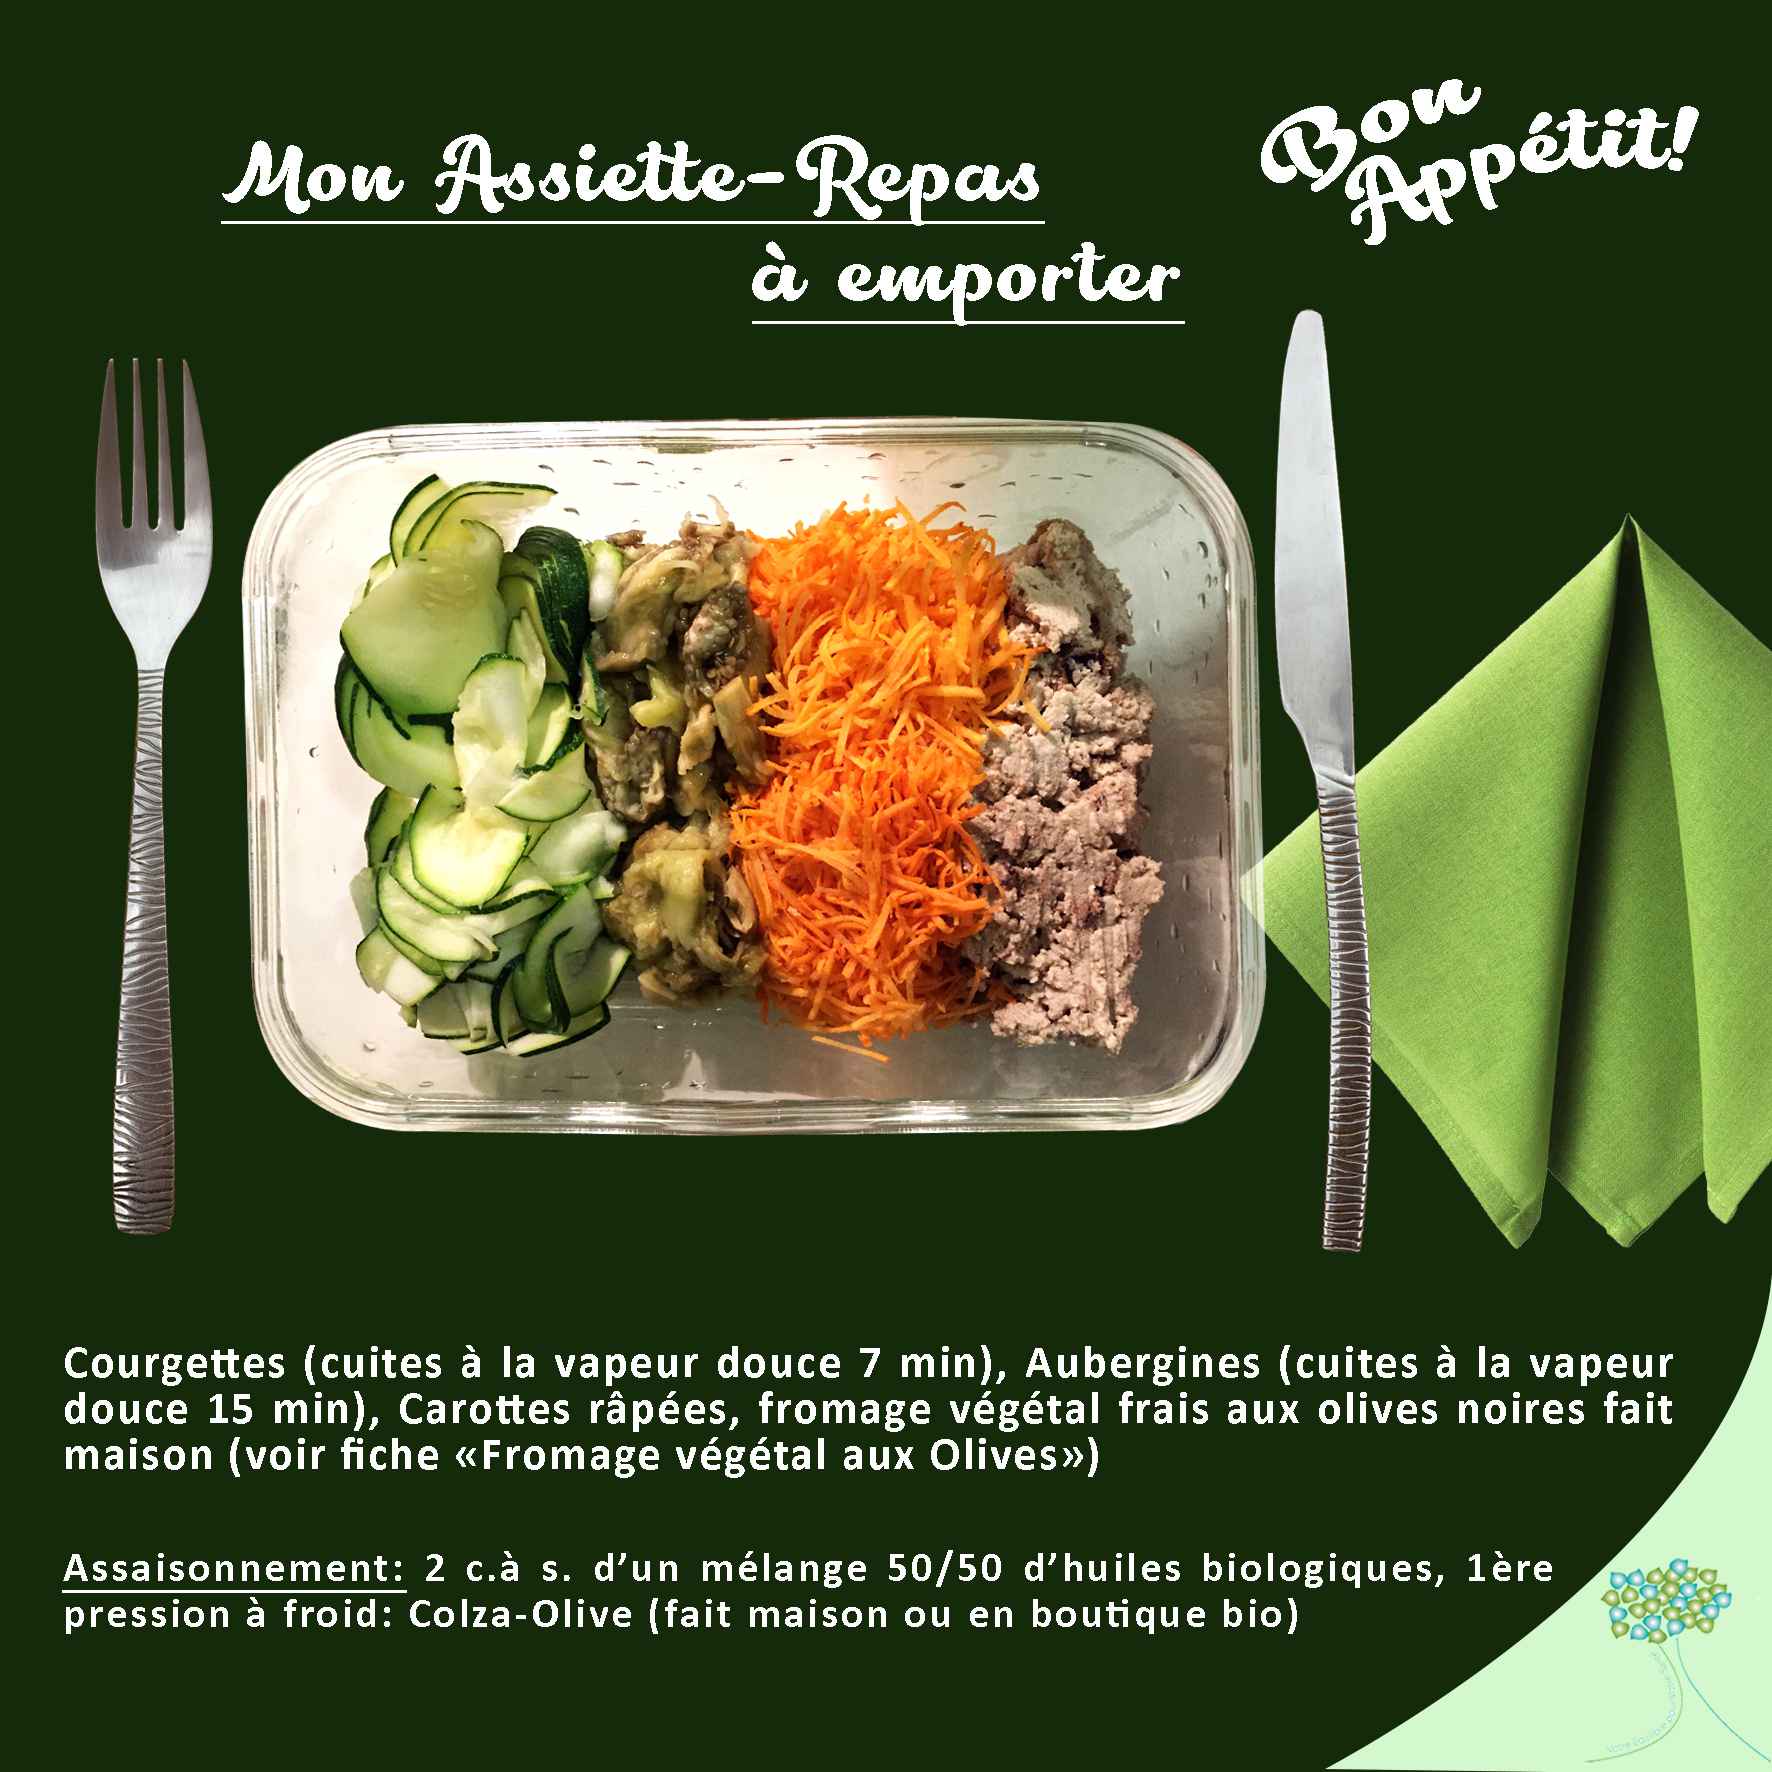 Mon Assiette-Repas
à emporter
Bon
Appétit!
Courgettes (cuites à la vapeur douce 7 min), Aubergines (cuites à la vapeur
douce 15 min), Carottes râpées, fromage végétal frais aux olives noires fait
maison (voir fiche «Fromage végétal aux Olives»)
Assaisonnement: 2 c.à s. d’un mélange 50/50 d’huiles biologiques, 1ère
pression à froid: Colza-Olive (fait maison ou en boutique bio)